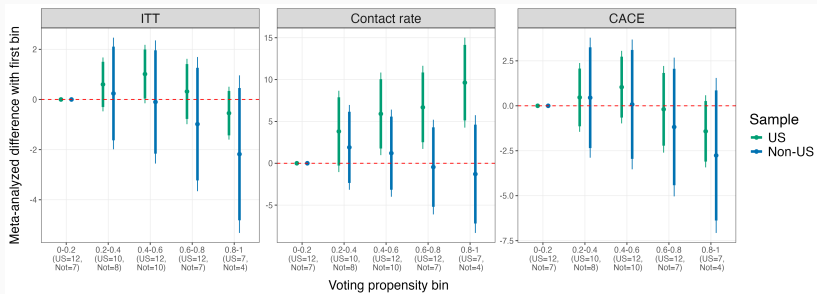 ITT
Contact rate
CACE
Meta-analyzed difference with first bin
2
0
-2
-4
15
10
5
0
-5
2.5
0.0
-2.5
-5.0
-7.5
0-0.2
(US=12,
Not=7)
0.2-0.4
(US=10,
Not=8)
0.4-0.6
(US=12,
Not=10)
0.6-0.8
(US=12,
Not=7)
0.8-1
(US=7,
Not=4)
0-0.2
(US=12,
Not=7)
0.2-0.4
(US=10,
Not=8)
0.4-0.6
(US=12,
Not=10)
0.6-0.8
(US=12,
Not=7)
0.8-1
(US=7,
Not=4)
0-0.2
(US=12,
Not=7)
0.2-0.4
(US=10,
Not=8)
0.4-0.6
(US=12,
Not=10)
0.6-0.8
(US=12,
Not=7)
0.8-1
(US=7,
Not=4)
Voting propensity bin
Sample
US
Non-US